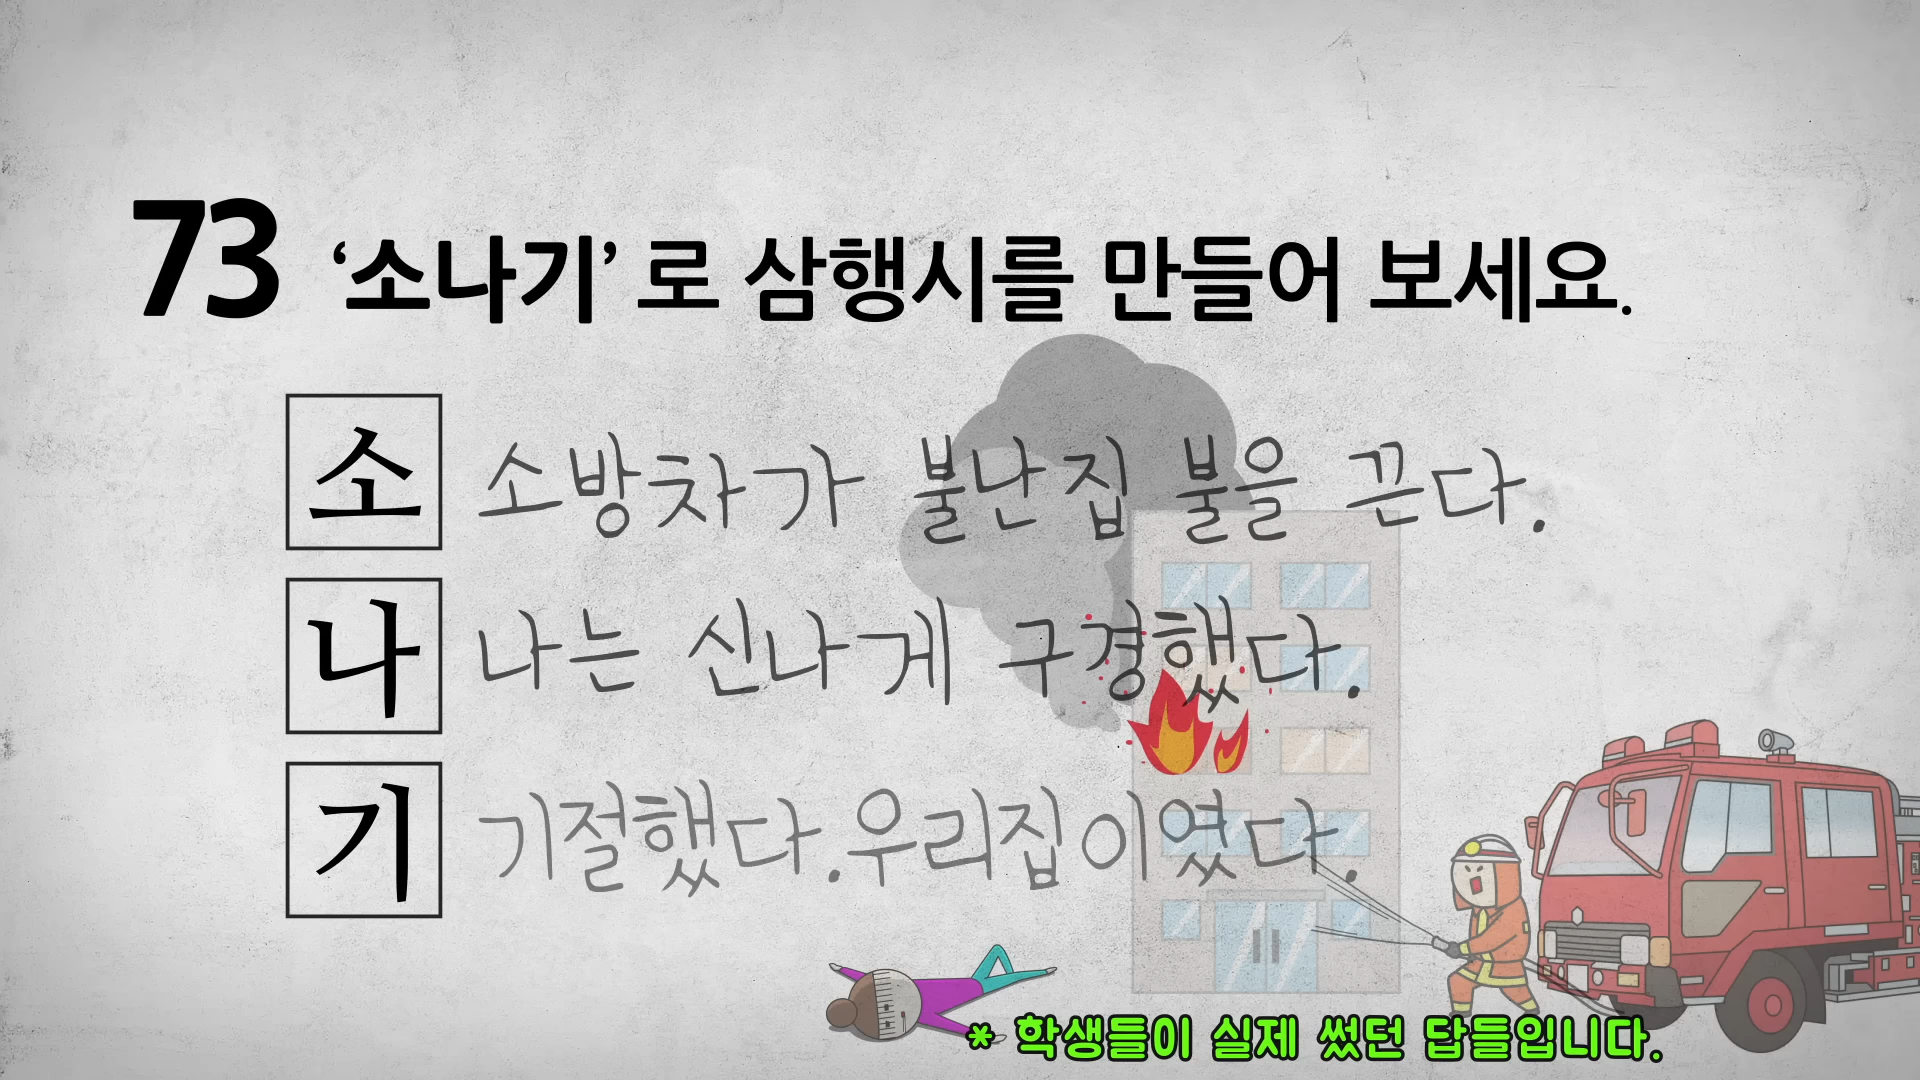 73 ‘소나기’ 로 삼행시를 만들어 보세요.
소 소방차가 불난집 불을 끈다.
나 나는 신나게 구경했다.
기 기절했다.우리집이였다.
* 학생들이 실제 썼던 답들입니다.